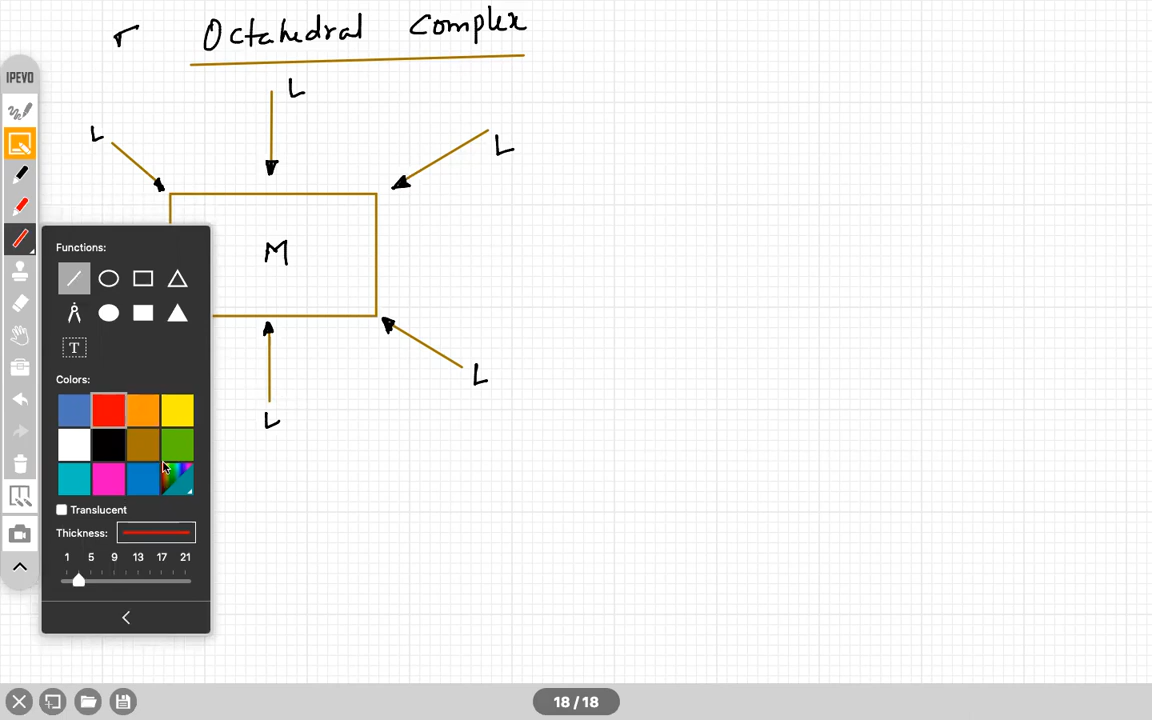 Octahedral Complex
IPEVO
L
L
L
Functions:
M
T
L
Colors:
L
Translucent
Thickness:
1 5 9 13 17 21
18 / 18